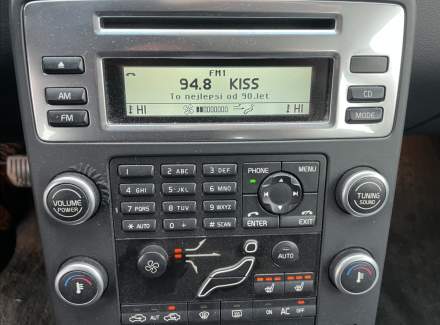 FM1
94.8 KISS
To nejlepsi od 90.let
HI HI
AM CD
FM MODE
VOLUME
POWER
TUNING
SOUND
1 2 ABC 3 DEF
4 GHI 5 JKL 6 MNO
7 PQRS 8 TUV 9 WXYZ
* AUTO 0 + # SCAN
PHONE MENU
ENTER EXIT
AUTO
AUT
AC OFF